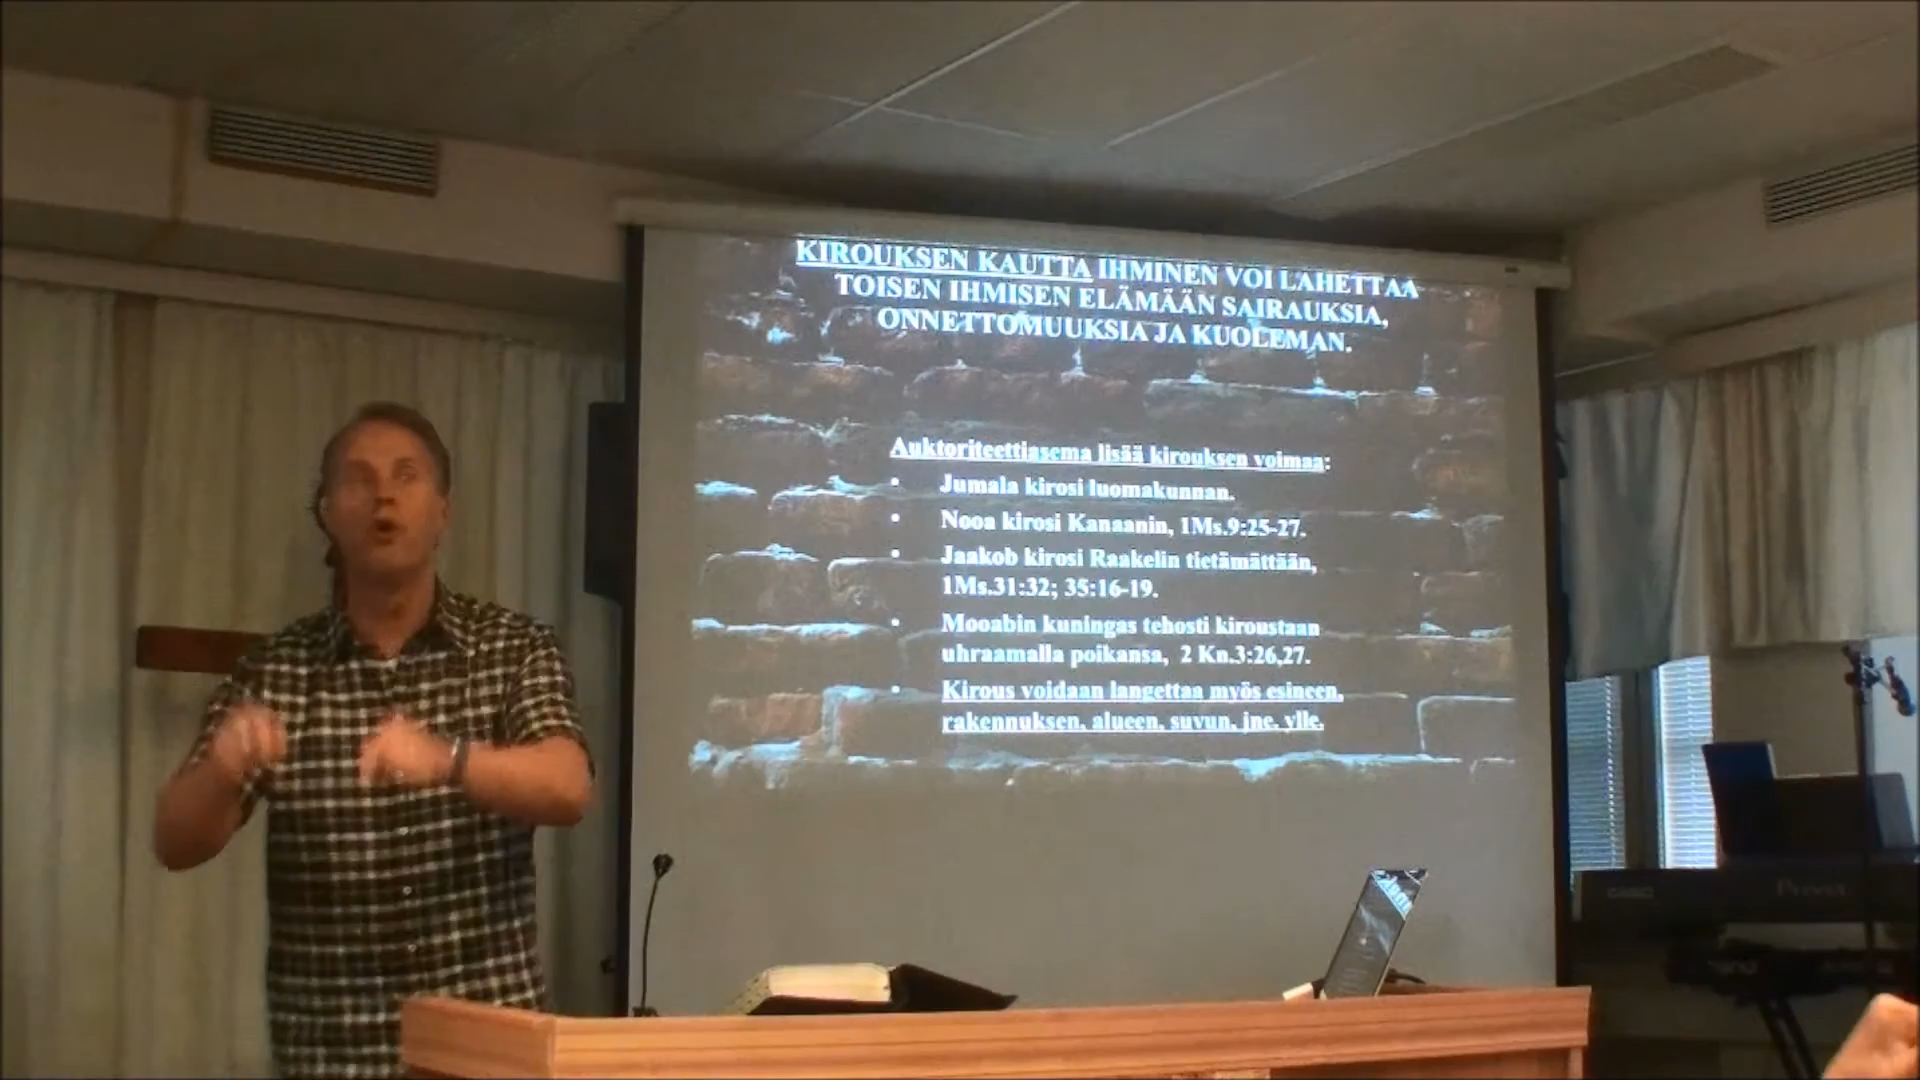 KIROUKSEN KAUTTA IHMINEN VOI LÄHETTÄÄ
TOISEN IHMISEN ELÄMÄÄN SAIRAUKSIA,
ONNETTOMUUKSIA JA KUOLEMAN.
Auktoriteettiasema lisää kirouksen voimaa:
• Jumala kirosi luomakunnan.
• Nooa kirosi Kanaanin, 1Ms.9:25-27.
• Jaakob kirosi Raakelin tietämättään,
1Ms.31:32; 35:16-19.
• Mooabin kuningas tehosti kiroustaan
uhraamalla poikansa, 2 Kn.3:26,27.
• Kirous voidaan langettaa myös esineen,
rakennuksen, alueen, suvun, jne. ylle.
CASIO
Privia